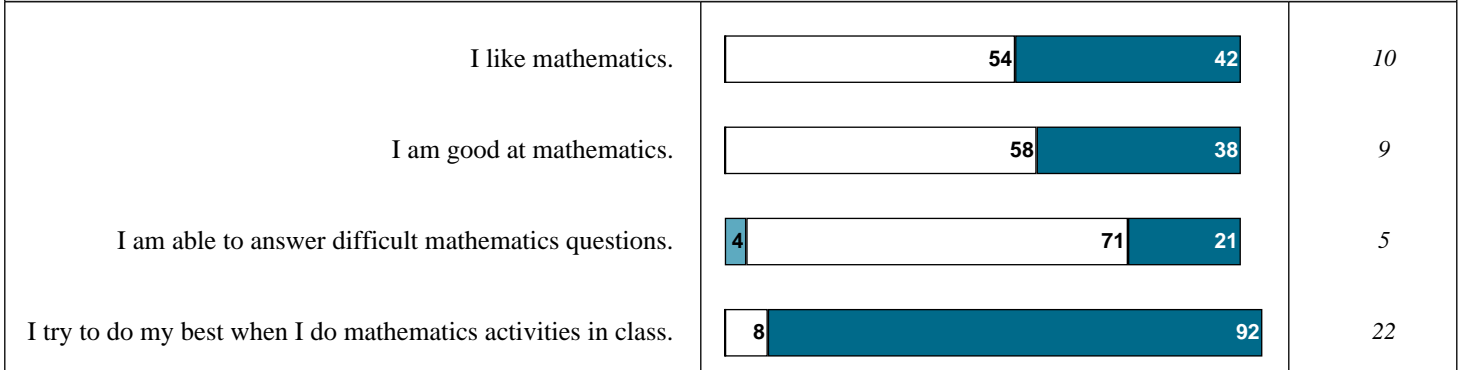 I like mathematics. 54 42 10
I am good at mathematics. 58 38 9
I am able to answer difficult mathematics questions. 4 71 21 5
I try to do my best when I do mathematics activities in class. 8 92 22